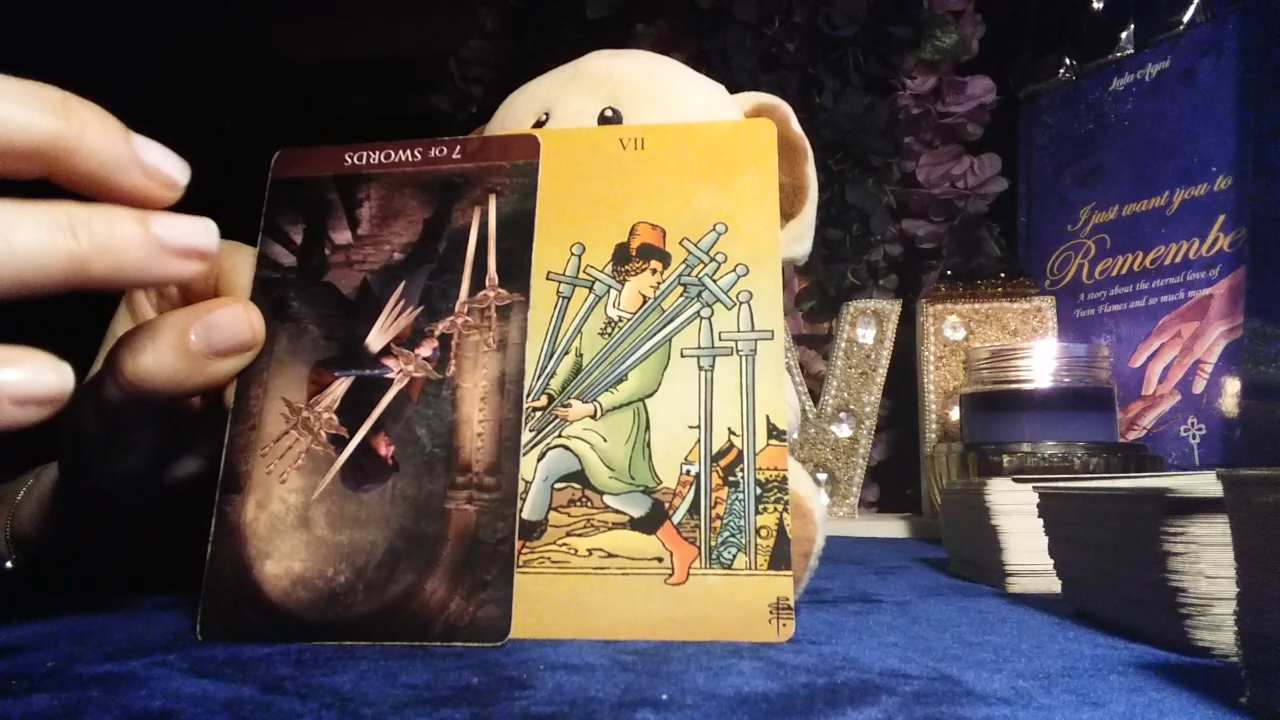 7 OF SWORDS
VII
Lala Agni
I just want you to
Remembe
A story about the eternal love of
Twin Flames and so much more